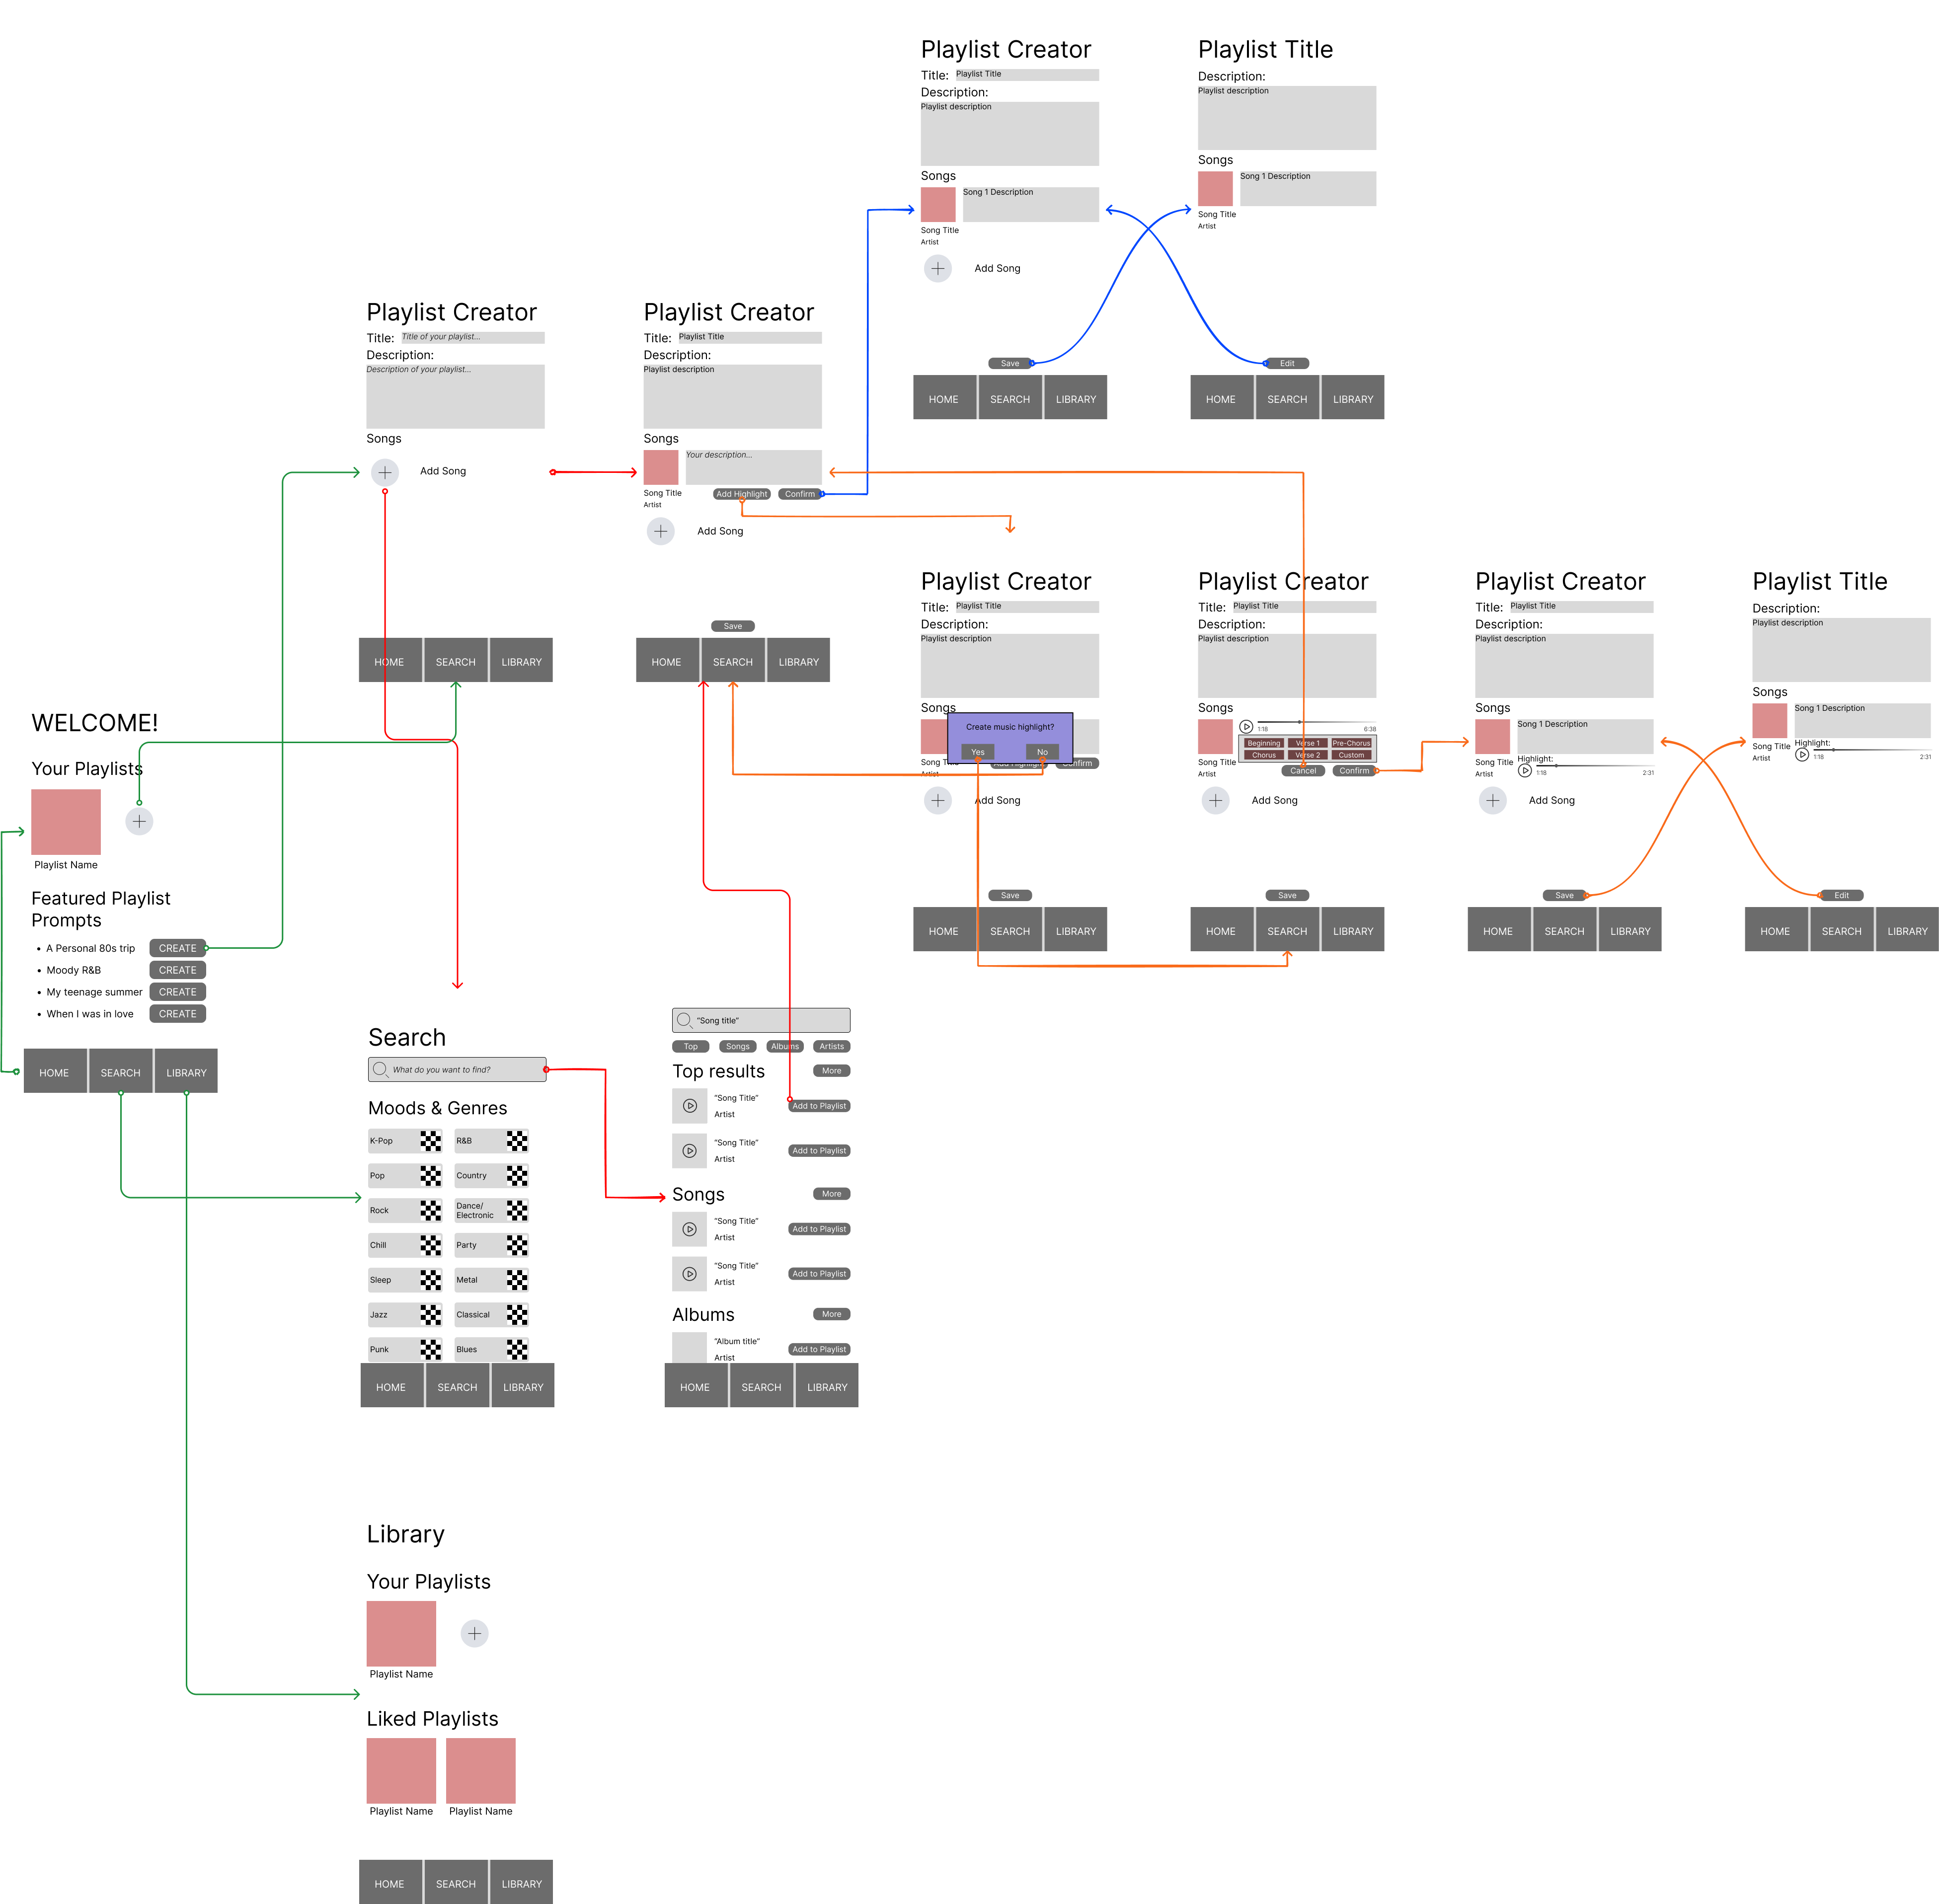 Playlist Creator
Title: Playlist Title
Description:
Playlist description
Songs
Song 1 Description
Song Title
Artist
Add Song
Save
HOME SEARCH LIBRARY
Playlist Title
Description:
Playlist description
Songs
Song 1 Description
Song Title
Artist
Edit
HOME SEARCH LIBRARY
Playlist Creator
Title: Title of your playlist...
Description:
Description of your playlist...
Songs
Add Song
HOME SEARCH LIBRARY
Playlist Creator
Title: Playlist Title
Description:
Playlist description
Songs
Your description...
Song Title
Artist
Add Highlight Confirm
Add Song
Save
HOME SEARCH LIBRARY
Playlist Creator
Title: Playlist Title
Description:
Playlist description
Songs
Create music highlight?
Yes No
Song Title
Artist
Add Highlight Confirm
Add Song
Save
HOME SEARCH LIBRARY
Playlist Creator
Title: Playlist Title
Description:
Playlist description
Songs
1:18 6:38
Beginning Verse 1 Pre-Chorus
Chorus Verse 2 Custom
Song Title
Artist
Cancel Confirm
Add Song
Save
HOME SEARCH LIBRARY
Playlist Creator
Title: Playlist Title
Description:
Playlist description
Songs
Song 1 Description
Song Title
Artist
Highlight:
1:18 2:31
Add Song
Save
HOME SEARCH LIBRARY
Playlist Title
Description:
Playlist description
Songs
Song 1 Description
Song Title
Artist
Highlight:
1:18 2:31
Edit
HOME SEARCH LIBRARY
WELCOME!
Your Playlists
Playlist Name
Featured Playlist
Prompts
• A Personal 80s trip CREATE
• Moody R&B CREATE
• My teenage summer CREATE
• When I was in love CREATE
HOME SEARCH LIBRARY
Search
What do you want to find?
Moods & Genres
K-Pop R&B
Pop Country
Rock Dance/
Electronic
Chill Party
Sleep Metal
Jazz Classical
Punk Blues
HOME SEARCH LIBRARY
"Song title"
Top Songs Albums Artists
Top results More
"Song Title"
Artist
Add to Playlist
"Song Title"
Artist
Add to Playlist
Songs More
"Song Title"
Artist
Add to Playlist
"Song Title"
Artist
Add to Playlist
Albums More
"Album title"
Artist
Add to Playlist
HOME SEARCH LIBRARY
Library
Your Playlists
Playlist Name
Liked Playlists
Playlist Name Playlist Name
HOME SEARCH LIBRARY